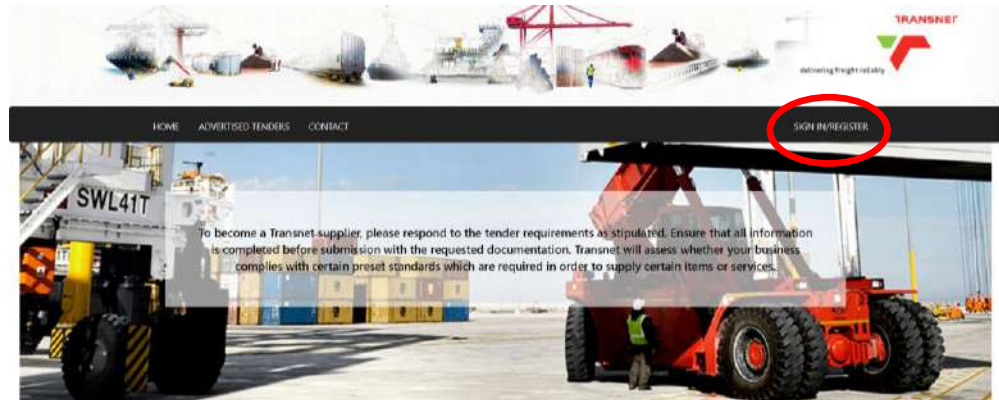 TRANSNET
delivering freight reliably
HOME ADVERTISED TENDERS CONTACT SIGN IN/REGISTER
SWL41T
To become a Transnet supplier, please respond to the tender requirements as stipulated. Ensure that all information
is completed before submission with the requested documentation. Transnet will assess whether your business
complies with certain preset standards which are required in order to supply certain items or services.